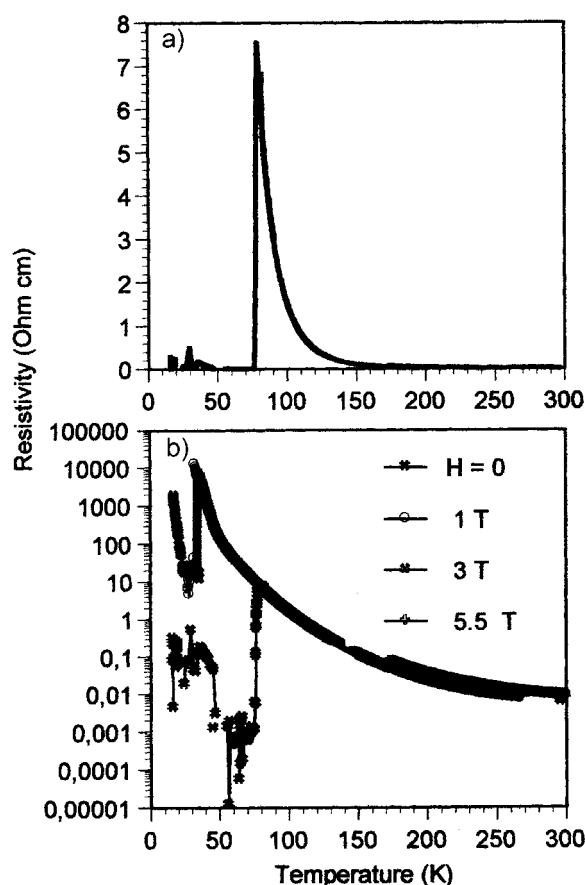 Resistivity (Ohm cm)
a)
8
7
6
5
4
3
2
1
0
0 50 100 150 200 250 300
b)
100000
10000
1000
100
10
1
0,1
0,01
0,001
0,0001
0,00001
H = 0
1 T
3 T
5.5 T
0 50 100 150 200 250 300
Temperature (K)